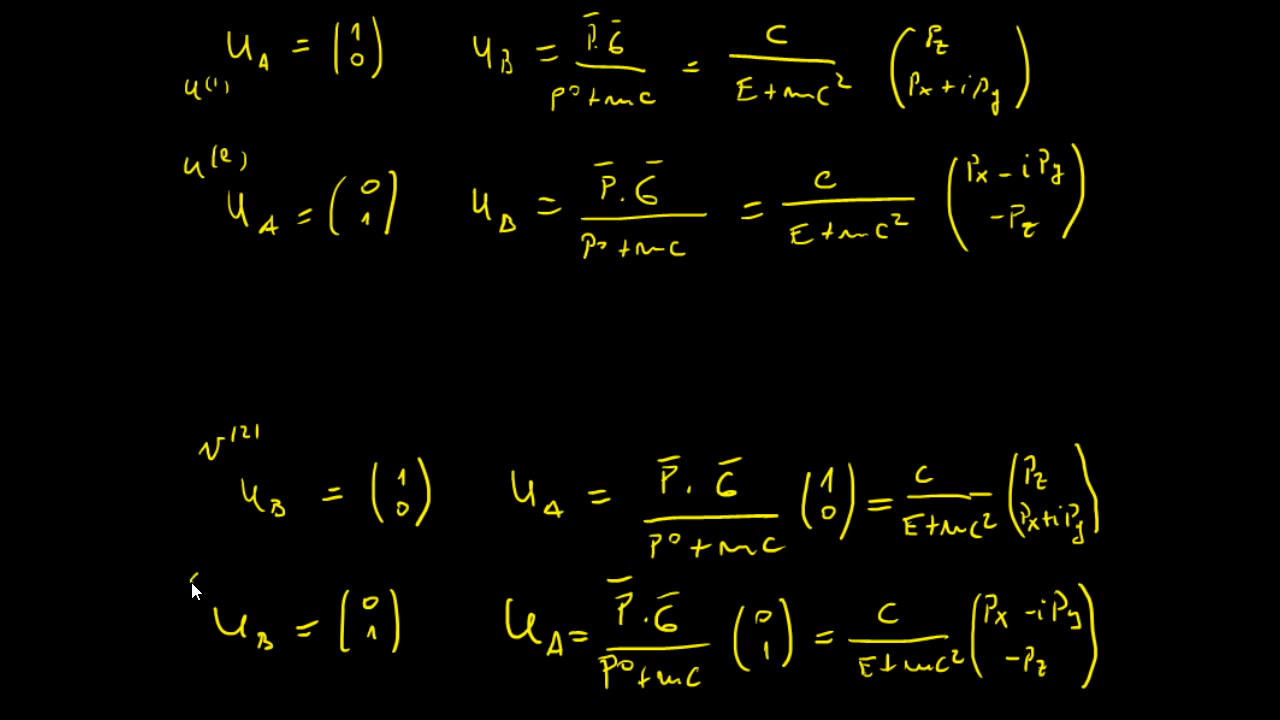 u_A = (1 0) u_B = p̄.σ̄ / p⁰+mc = c / E+mc² (p_z p_x+ip_y)
u⁽¹⁾
u⁽²⁾
u_A = (0 1) u_B = p̄.σ̄ / p⁰+mc = c / E+mc² (p_x-ip_y -p_z)
v⁽²⁾
u_B = (1 0) u_A = p̄.σ̄ / p⁰+mc (1 0) = c / E+mc² (p_z p_x+ip_y)
u_B = (0 1) u_A = p̄.σ̄ / p⁰+mc (0 1) = c / E+mc² (p_x-ip_y -p_z)